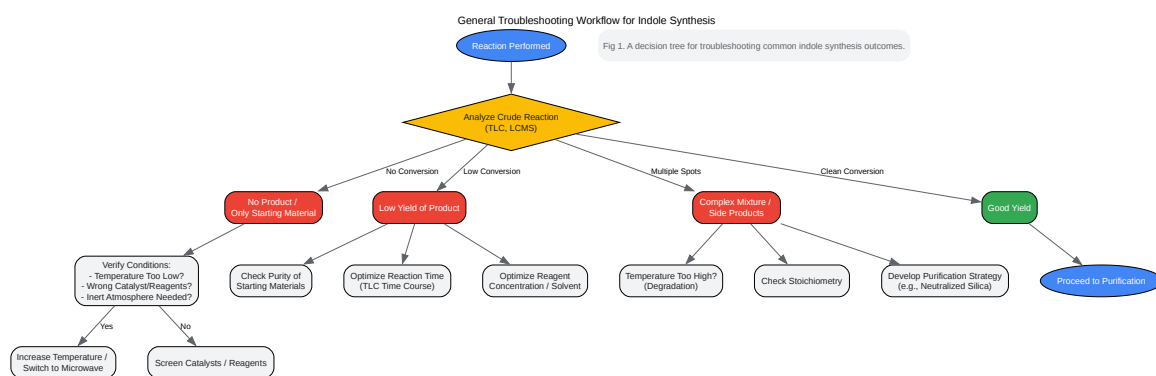 General Troubleshooting Workflow for Indole Synthesis
Reaction Performed
Fig 1. A decision tree for troubleshooting common indole synthesis outcomes.
Analyze Crude Reaction
(TLC, LCMS)
No Conversion
Low Conversion
Multiple Spots
Clean Conversion
No Product /
Only Starting Material
Low Yield of Product
Complex Mixture /
Side Products
Good Yield
Verify Conditions:
- Temperature Too Low?
- Wrong Catalyst/Reagents?
- Inert Atmosphere Needed?
Check Purity of
Starting Materials
Optimize Reaction Time
(TLC Time Course)
Optimize Reagent
Concentration / Solvent
Temperature Too High?
(Degradation)
Check Stoichiometry
Develop Purification Strategy
(e.g., Neutralized Silica)
Proceed to Purification
Yes
No
Increase Temperature /
Switch to Microwave
Screen Catalysts / Reagents